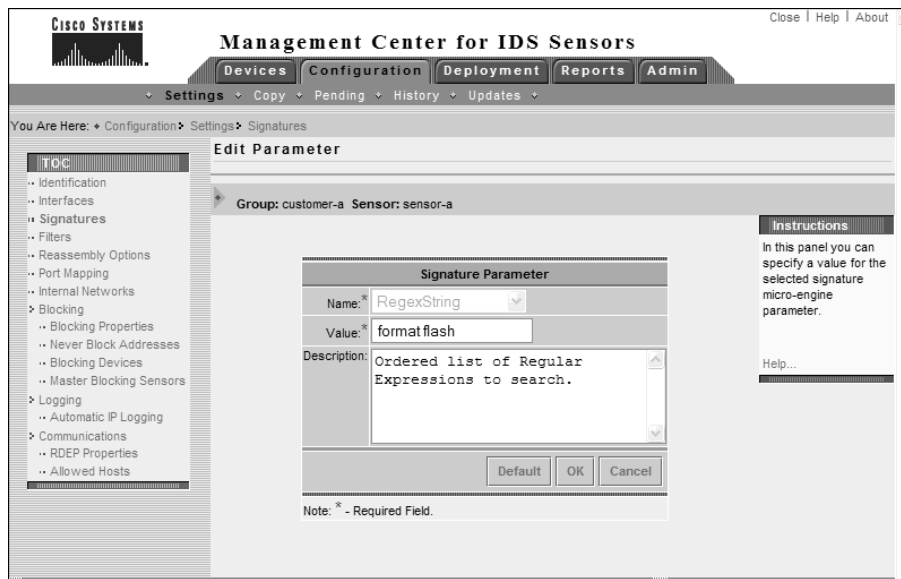 Close | Help | About
CISCO SYSTEMS
Management Center for IDS Sensors
Devices Configuration Deployment Reports Admin
Settings Copy Pending History Updates
You Are Here: Configuration Settings Signatures
Edit Parameter
TOC
Identification
Interfaces
Signatures
Filters
Reassembly Options
Port Mapping
Internal Networks
Blocking
Blocking Properties
Never Block Addresses
Blocking Devices
Master Blocking Sensors
Logging
Automatic IP Logging
Communications
RDEP Properties
Allowed Hosts
Group: customer-a Sensor: sensor-a
Signature Parameter
Name:* RegexString
Value:* format flash
Description: Ordered list of Regular
Expressions to search.
Default OK Cancel
Note: * - Required Field.
Instructions
In this panel you can
specify a value for the
selected signature
micro-engine
parameter.
Help...